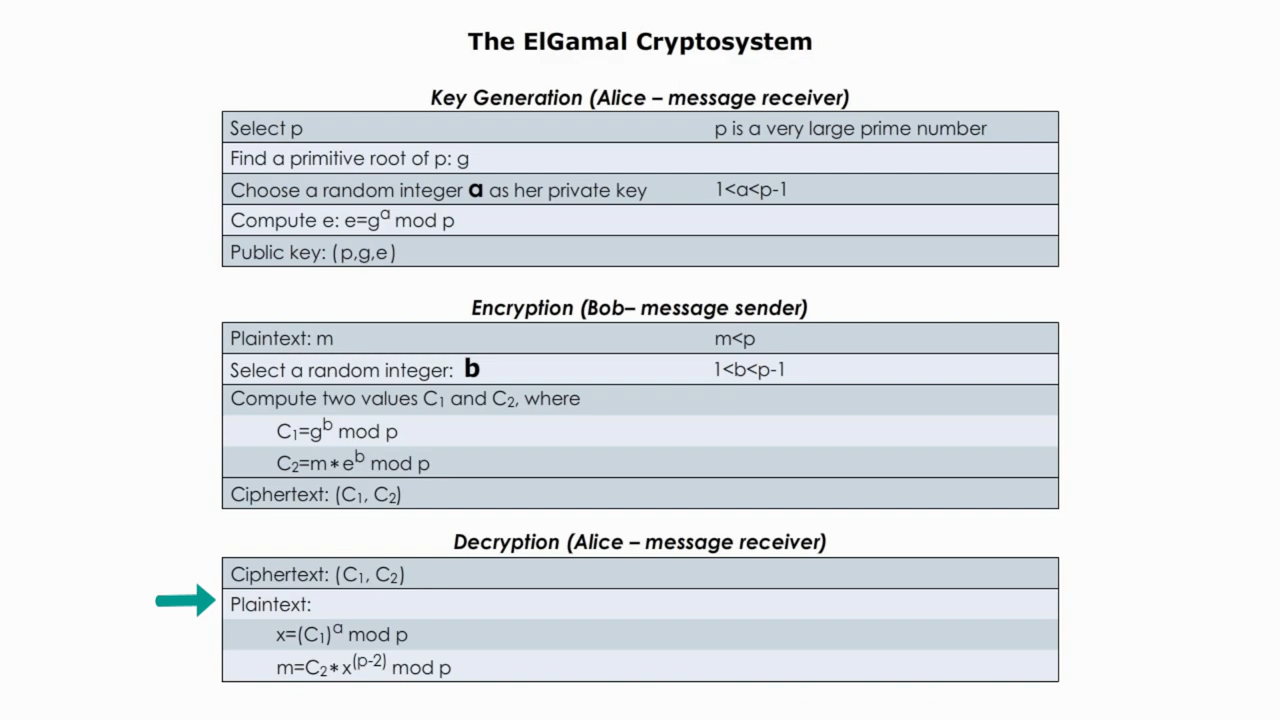 The ElGamal Cryptosystem
Key Generation (Alice – message receiver)
Select p p is a very large prime number
Find a primitive root of p: g
Choose a random integer a as her private key 1<a<p-1
Compute e: e=g^a mod p
Public key: (p,g,e)
Encryption (Bob– message sender)
Plaintext: m m<p
Select a random integer: b 1<b<p-1
Compute two values C₁ and C₂, where
C₁=g^b mod p
C₂=m*e^b mod p
Ciphertext: (C₁, C₂)
Decryption (Alice – message receiver)
Ciphertext: (C₁, C₂)
Plaintext:
x=(C₁)^a mod p
m=C₂*x^(p-2) mod p